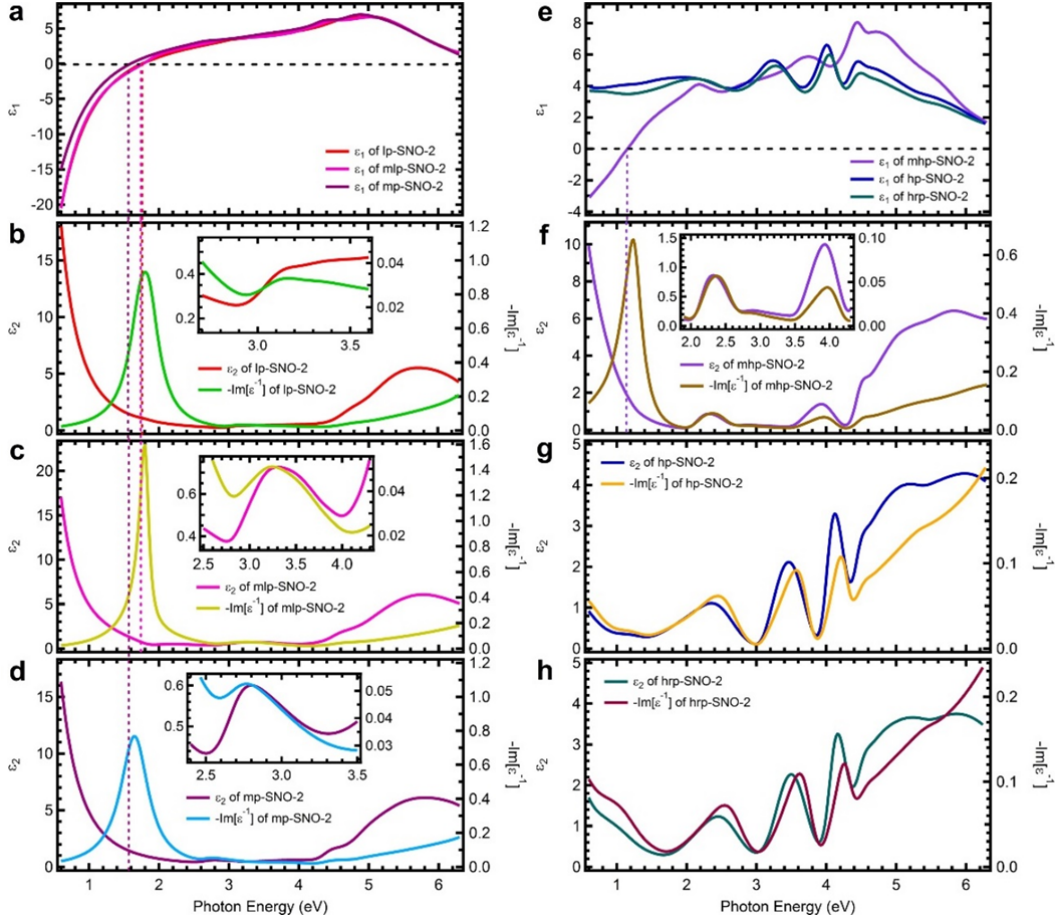 a
5
0
-5
-10
-15
-20
ε₁
ε₁ of lp-SNO-2
ε₁ of mlp-SNO-2
ε₁ of mp-SNO-2
b
15
10
5
0
ε₂
1.2
1.0
0.8
0.6
0.4
0.2
0.0
-Im[ε⁻¹]
0.4
0.2
0.04
0.02
3.0 3.5
ε₂ of lp-SNO-2
-Im[ε⁻¹] of lp-SNO-2
c
20
15
10
5
0
ε₂
1.6
1.4
1.2
1.0
0.8
0.6
0.4
0.2
0.0
-Im[ε⁻¹]
0.6
0.4
0.04
0.02
2.5 3.0 3.5 4.0
ε₂ of mlp-SNO-2
-Im[ε⁻¹] of mlp-SNO-2
d
15
10
5
0
ε₂
1.2
1.0
0.8
0.6
0.4
0.2
0.0
-Im[ε⁻¹]
0.6
0.5
0.05
0.04
0.03
2.5 3.0 3.5
ε₂ of mp-SNO-2
-Im[ε⁻¹] of mp-SNO-2
1 2 3 4 5 6
Photon Energy (eV)
e
8
6
4
2
0
-2
-4
ε₁
ε₁ of mhp-SNO-2
ε₁ of hp-SNO-2
ε₁ of hrp-SNO-2
f
10
8
6
4
2
0
ε₂
0.6
0.4
0.2
0.0
-Im[ε⁻¹]
1.5
1.0
0.5
0.0
0.10
0.05
0.00
2.0 2.5 3.0 3.5 4.0
ε₂ of mhp-SNO-2
-Im[ε⁻¹] of mhp-SNO-2
g
5
4
3
2
1
0
ε₂
0.2
0.1
0.0
-Im[ε⁻¹]
ε₂ of hp-SNO-2
-Im[ε⁻¹] of hp-SNO-2
h
5
4
3
2
1
0
ε₂
0.2
0.1
0.0
-Im[ε⁻¹]
ε₂ of hrp-SNO-2
-Im[ε⁻¹] of hrp-SNO-2
1 2 3 4 5 6
Photon Energy (eV)